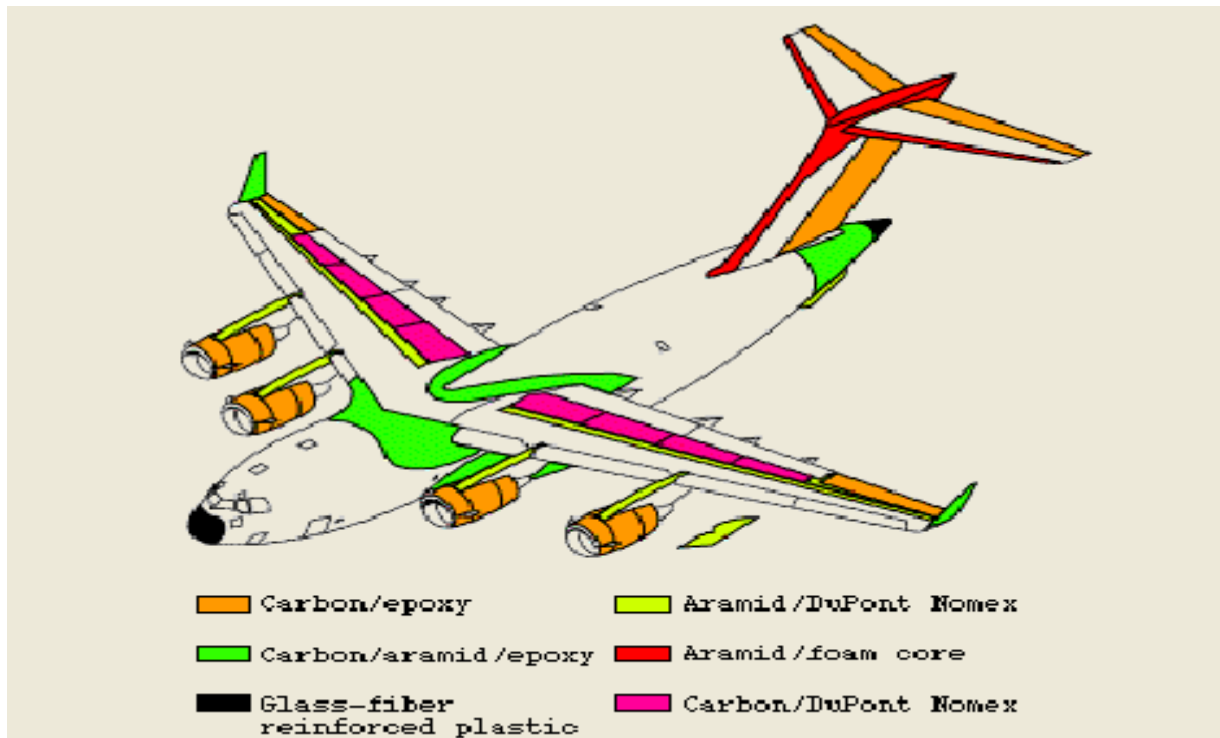 Carbon/epoxy
Aramid/DuPont Nomex
Carbon/aramid/epoxy
Aramid/foam core
Glass-fiber
reinforced plastic
Carbon/DuPont Nomex